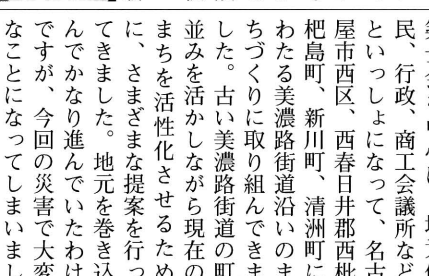 民、行政、商工会議所など
といっしょになって、名古
屋市西区、西春日井郡西枇
杷島町、新川町、清洲町に
わたる美濃路街道沿いのま
ちづくりに取り組んできま
した。古い美濃路街道の町
並みを活かしながら現在の
まちを活性化させるため
に、さまざまな提案を行っ
てきました。地元を巻き込
んでかなり進んでいたわけ
ですが、今回の災害で大変
なことになってしまいまし